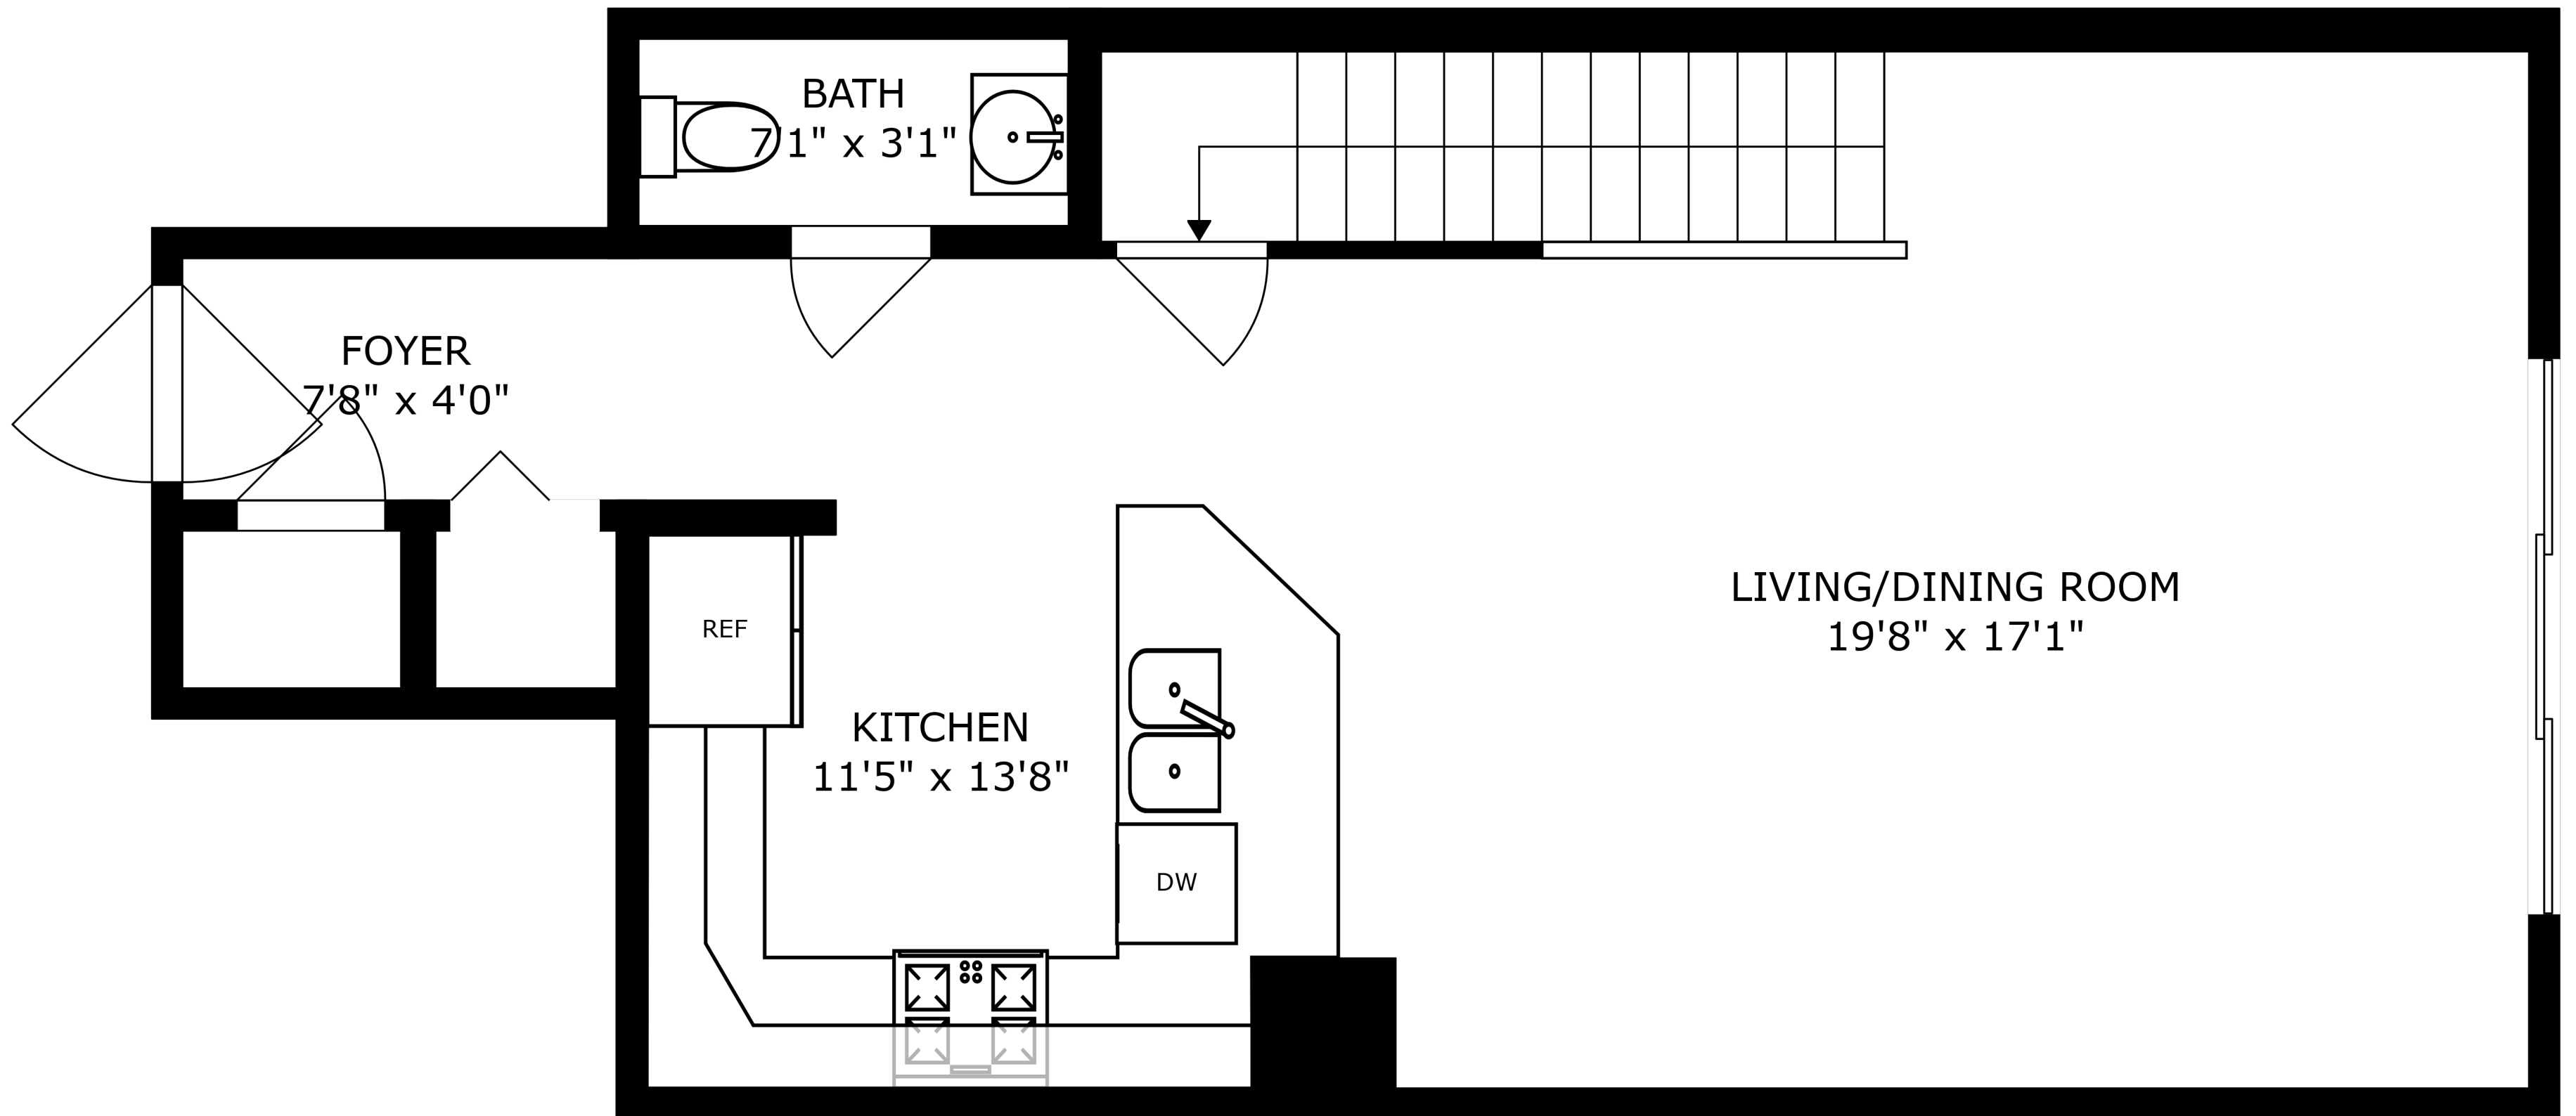 BATH
7'1" x 3'1"
FOYER
7'8" x 4'0"
LIVING/DINING ROOM
19'8" x 17'1"
REF
KITCHEN
11'5" x 13'8"
DW